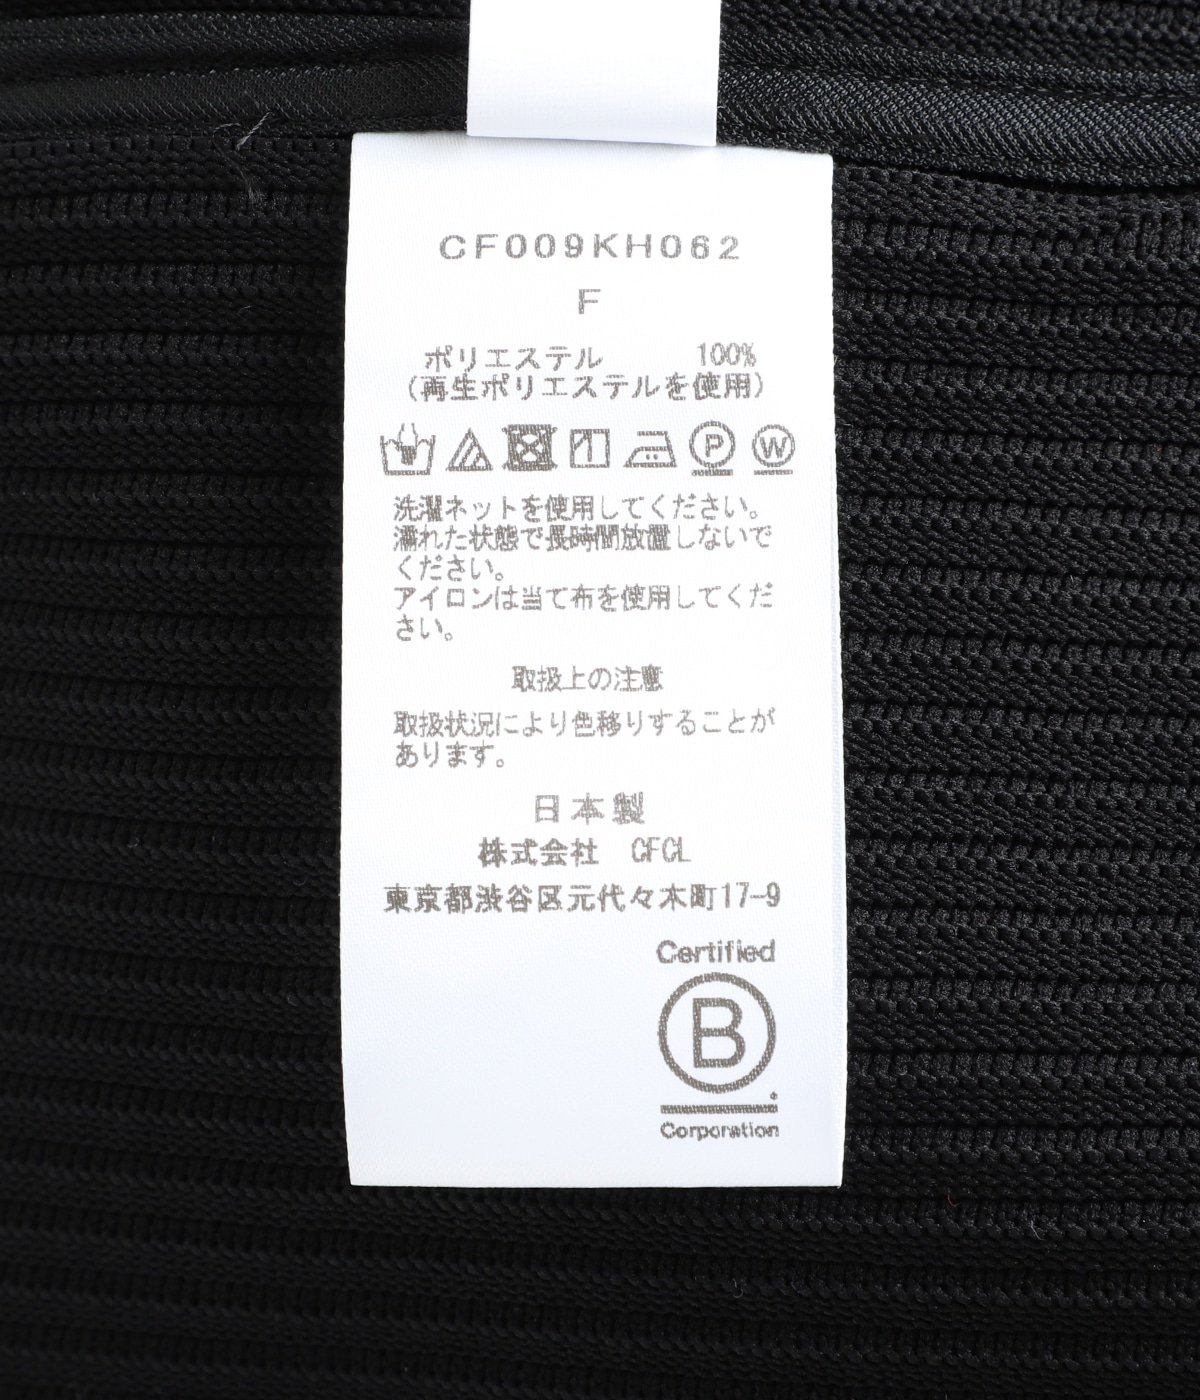 CF009KH062
F
ポリエステル 100%
(再生ポリエステルを使用)
P W
洗濯ネットを使用してください。
濡れた状態で長時間放置しないで
ください。
アイロンは当て布を使用してくだ
さい。
取扱上の注意
取扱状況により色移りすることが
あります。
日本製
株式会社 CFCL
東京都渋谷区元代々木町17-9
Certified
B
Corporation